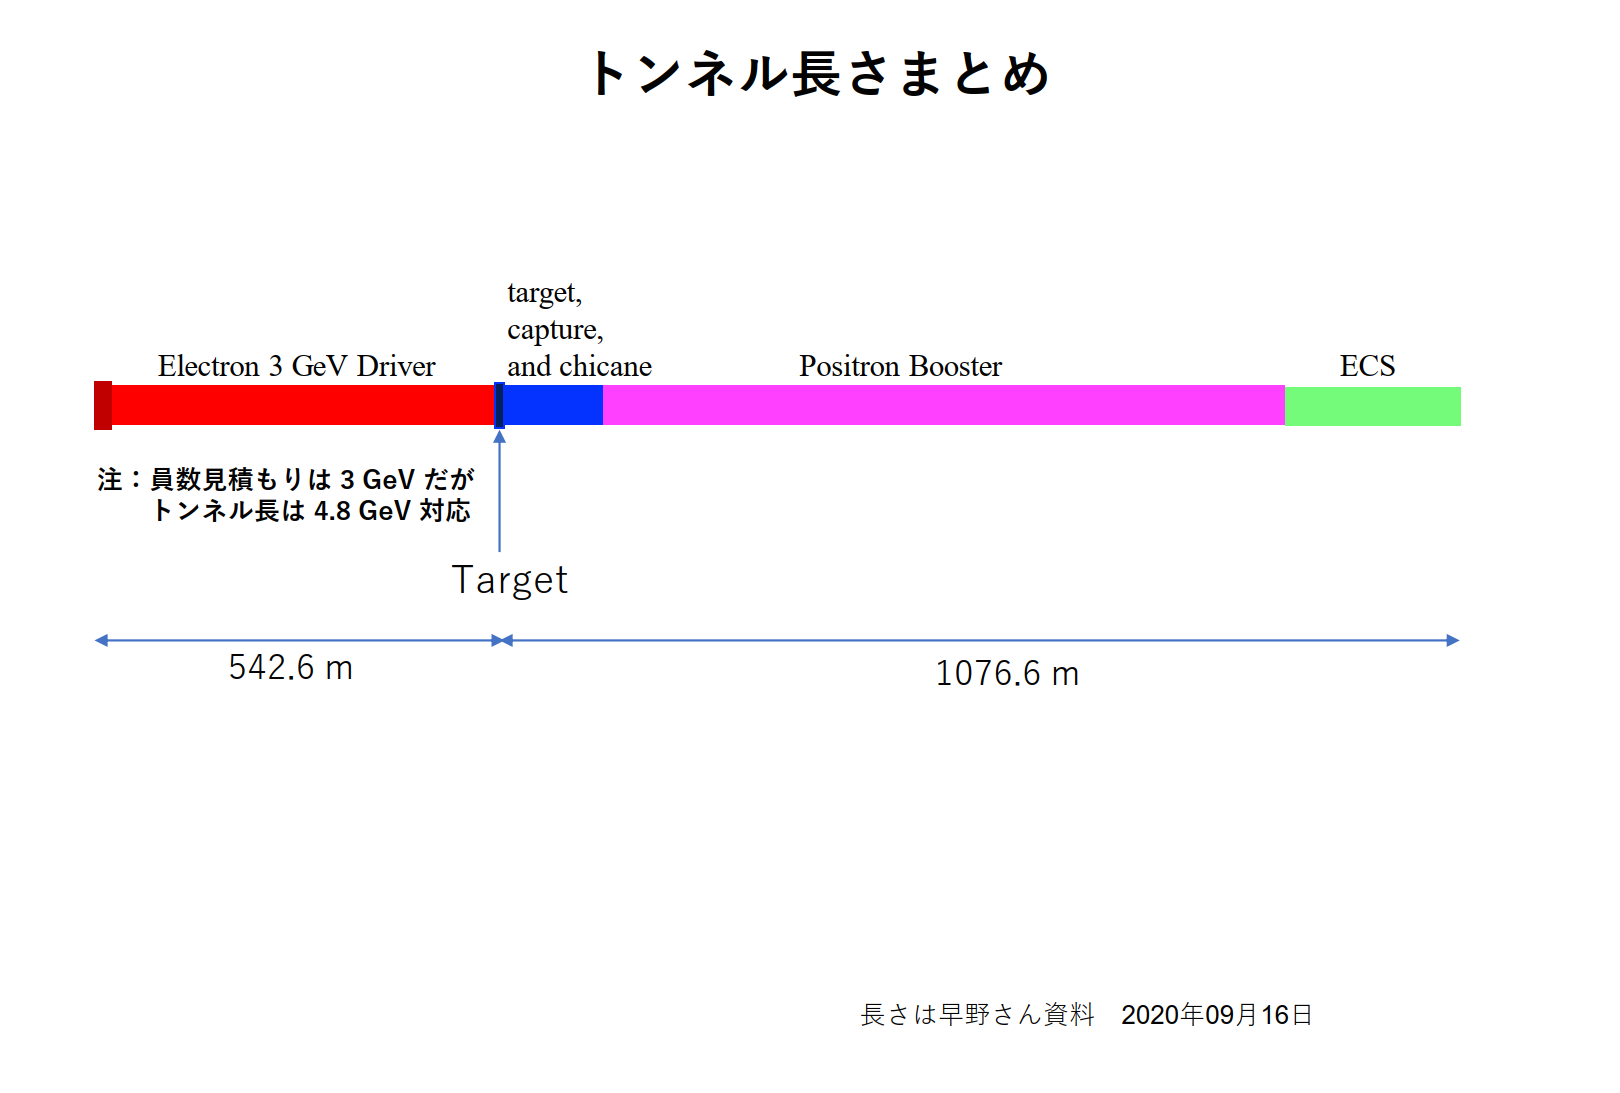 トンネル長さまとめ
target,
capture,
and chicane
Electron 3 GeV Driver
Positron Booster
ECS
注：員数見積もりは 3 GeV だが
トンネル長は 4.8 GeV 対応
Target
542.6 m
1076.6 m
長さは早野さん資料　2020年09月16日